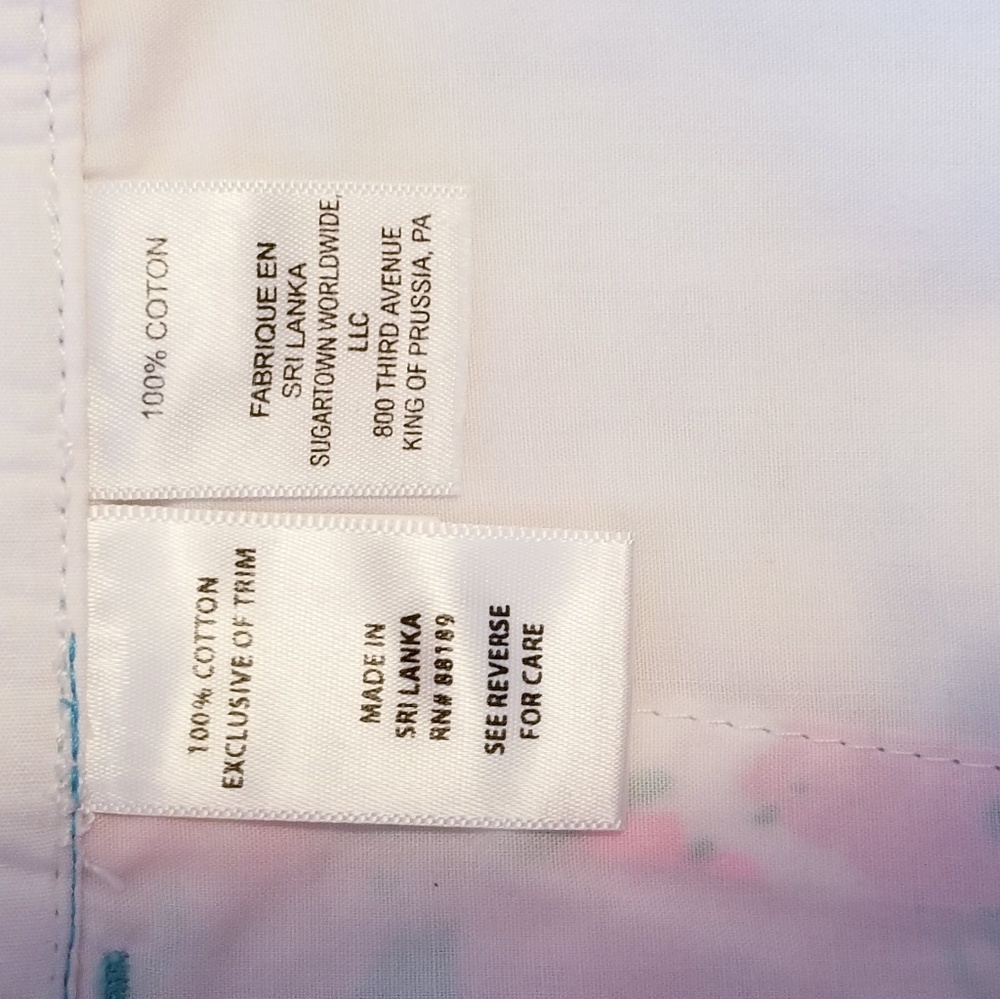 100% COTON
FABRIQUE EN
SRI LANKA
SUGARTOWN WORLDWIDE,
LLC
800 THIRD AVENUE
KING OF PRUSSIA, PA
100% COTTON
EXCLUSIVE OF TRIM
MADE IN
SRI LANKA
RN# 88189
SEE REVERSE
FOR CARE